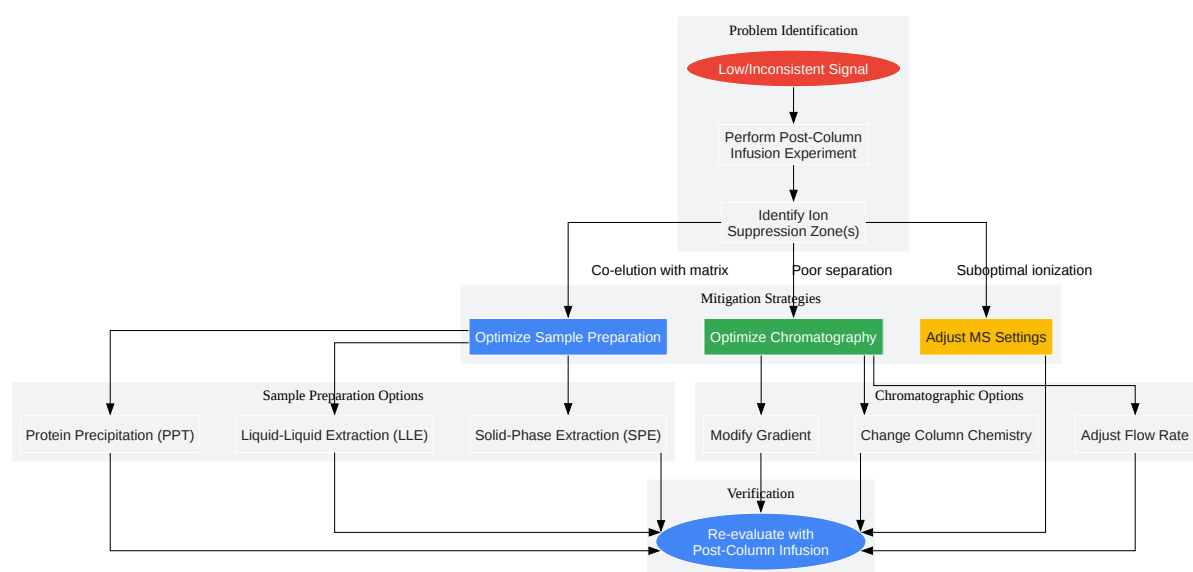 Problem Identification
Low/Inconsistent Signal
Perform Post-Column
Infusion Experiment
Identify Ion
Suppression Zone(s)
Co-elution with matrix
Poor separation
Suboptimal ionization
Mitigation Strategies
Optimize Sample Preparation
Optimize Chromatography
Adjust MS Settings
Sample Preparation Options
Chromatographic Options
Protein Precipitation (PPT)
Liquid-Liquid Extraction (LLE)
Solid-Phase Extraction (SPE)
Modify Gradient
Change Column Chemistry
Adjust Flow Rate
Verification
Re-evaluate with
Post-Column Infusion